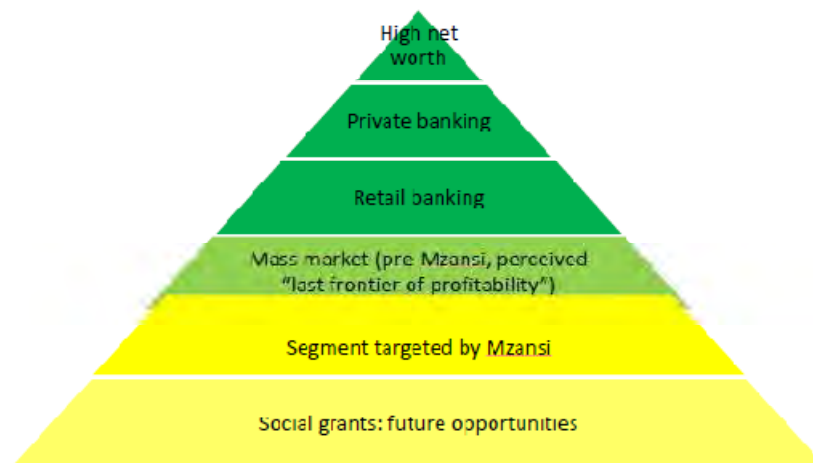 High net
worth
Private banking
Retail banking
Mass market (pre Mzansi, perceived
"last frontier of profitability")
Segment targeted by Mzansi
Social grants: future opportunities